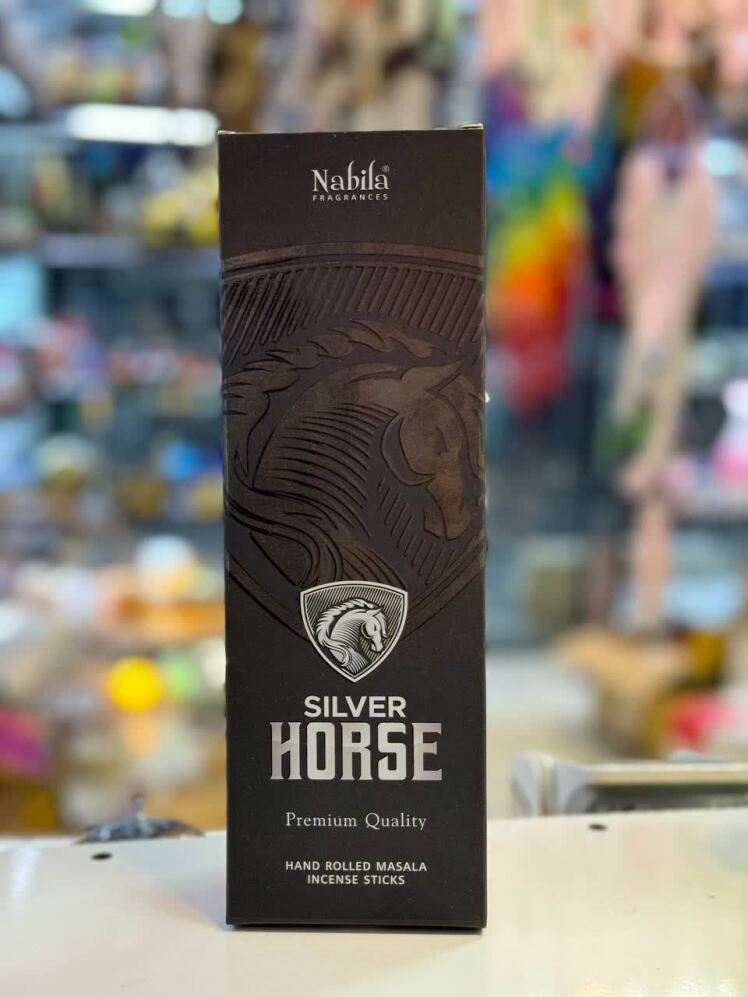 Nabila®
FRAGRANCES
SILVER
HORSE
Premium Quality
HAND ROLLED MASALA
INCENSE STICKS